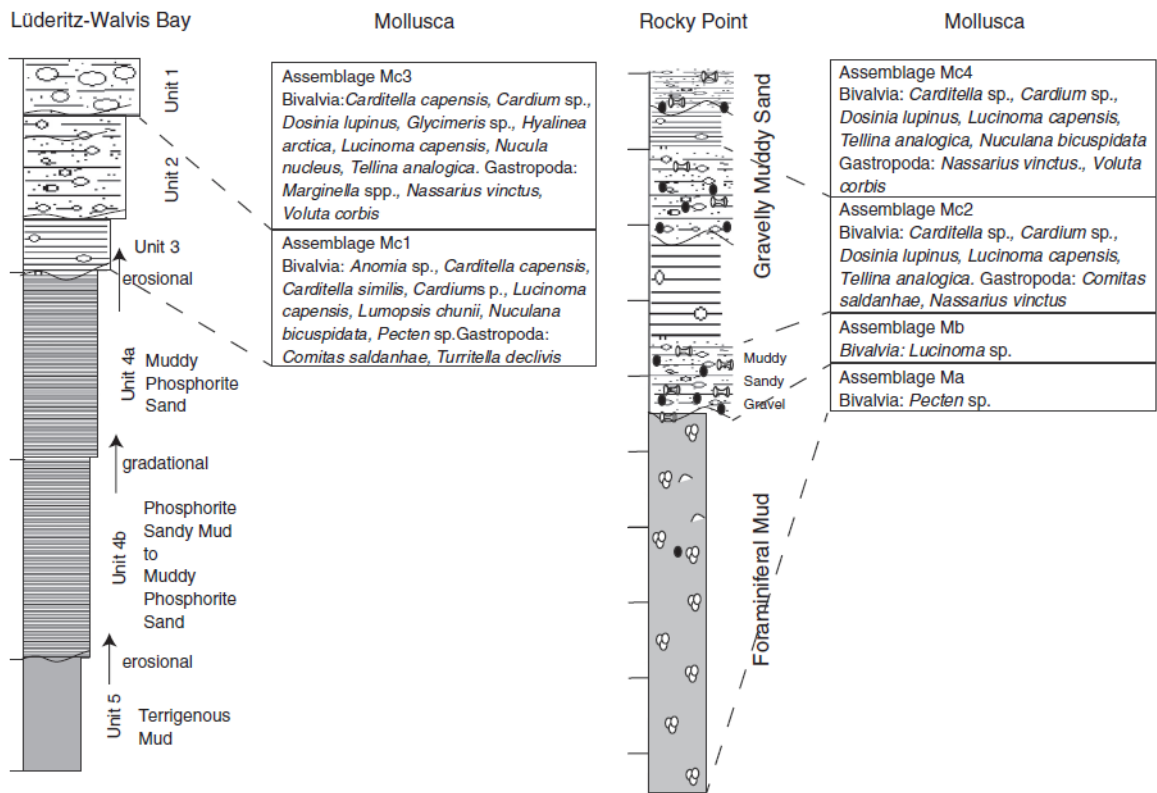 Lüderitz-Walvis Bay
Mollusca
Unit 1
Unit 2
Unit 3
erosional
Unit 4a
Muddy
Phosphorite
Sand
gradational
Unit 4b
Phosphorite
Sandy Mud
to
Muddy
Phosphorite
Sand
erosional
Unit 5
Terrigenous
Mud
Assemblage Mc3
Bivalvia:Carditella capensis, Cardium sp.,
Dosinia lupinus, Glycimeris sp., Hyalinea
arctica, Lucinoma capensis, Nucula
nucleus, Tellina analogica. Gastropoda:
Marginella spp., Nassarius vinctus,
Voluta corbis
Assemblage Mc1
Bivalvia: Anomia sp., Carditella capensis,
Carditella similis, Cardiums p., Lucinoma
capensis, Lumopsis chunii, Nuculana
bicuspidata, Pecten sp.Gastropoda:
Comitas saldanhae, Turritella declivis
Rocky Point
Mollusca
Gravelly Muddy Sand
Muddy
Sandy
Gravel
Foraminiferal Mud
Assemblage Mc4
Bivalvia: Carditella sp., Cardium sp.,
Dosinia lupinus, Lucinoma capensis,
Tellina analogica, Nuculana bicuspidata
Gastropoda: Nassarius vinctus., Voluta
corbis
Assemblage Mc2
Bivalvia: Carditella sp., Cardium sp.,
Dosinia lupinus, Lucinoma capensis,
Tellina analogica. Gastropoda: Comitas
saldanhae, Nassarius vinctus
Assemblage Mb
Bivalvia: Lucinoma sp.
Assemblage Ma
Bivalvia: Pecten sp.